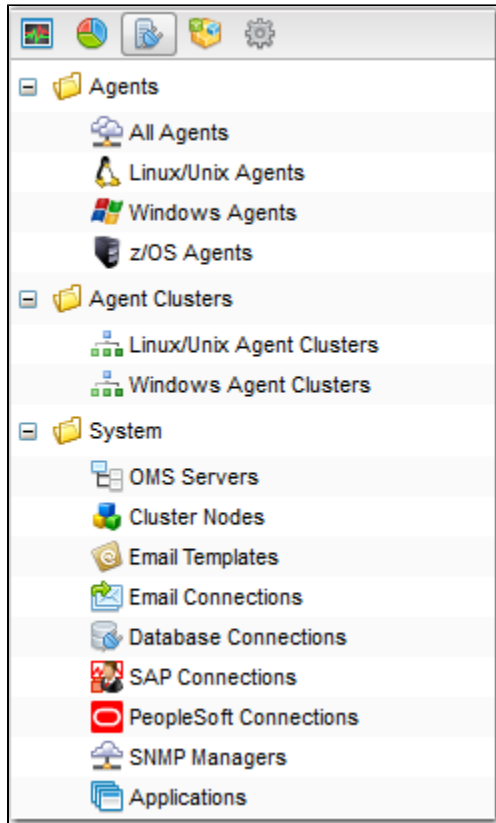 Agents
All Agents
Linux/Unix Agents
Windows Agents
z/OS Agents
Agent Clusters
Linux/Unix Agent Clusters
Windows Agent Clusters
System
OMS Servers
Cluster Nodes
Email Templates
Email Connections
Database Connections
SAP Connections
PeopleSoft Connections
SNMP Managers
Applications